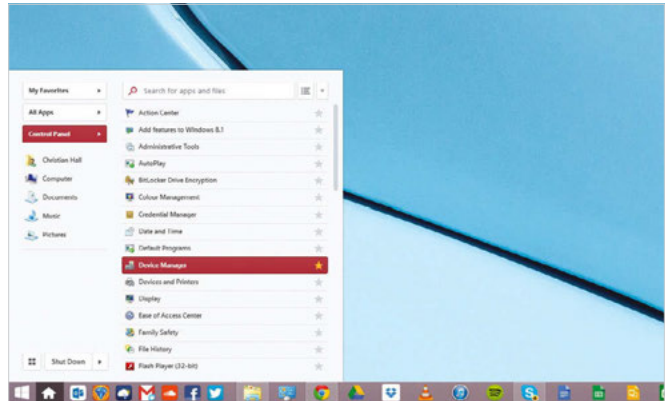 My Favorites
All Apps
Control Panel
Christian Hall
Computer
Documents
Music
Pictures
Shut Down
Search for apps and files
Action Center
Add features to Windows 8.1
Administrative Tools
AutoPlay
BitLocker Drive Encryption
Colour Management
Credential Manager
Date and Time
Default Programs
Device Manager
Devices and Printers
Display
Ease of Access Center
Family Safety
File History
Flash Player (32-bit)